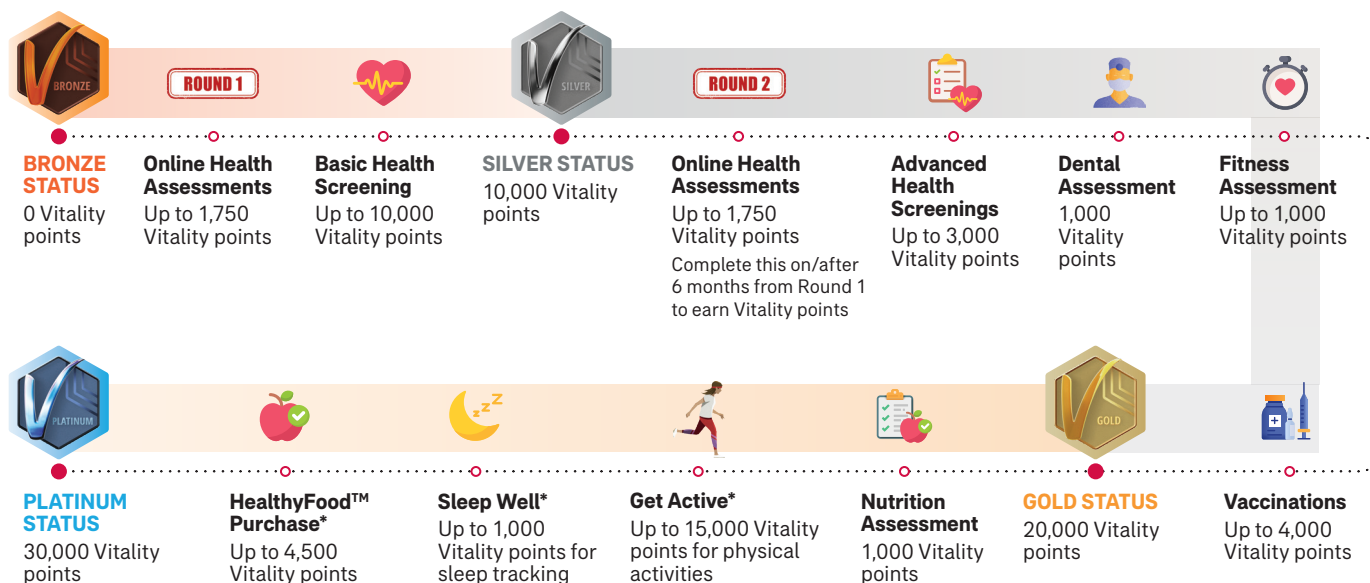 BRONZE
ROUND 1
SILVER
ROUND 2
BRONZE
STATUS
0 Vitality
points
Online Health
Assessments
Up to 1,750
Vitality points
Basic Health
Screening
Up to 10,000
Vitality points
SILVER STATUS
10,000 Vitality
points
Online Health
Assessments
Up to 1,750
Vitality points
Complete this on/after
6 months from Round 1
to earn Vitality points
Advanced
Health
Screenings
Up to 3,000
Vitality points
Dental
Assessment
1,000
Vitality
points
Fitness
Assessment
Up to 1,000
Vitality points
PLATINUM
z z Z
GOLD
PLATINUM
STATUS
30,000 Vitality
points
HealthyFood™
Purchase*
Up to 4,500
Vitality points
Sleep Well*
Up to 1,000
Vitality points for
sleep tracking
Get Active*
Up to 15,000 Vitality
points for physical
activities
Nutrition
Assessment
1,000 Vitality
points
GOLD STATUS
20,000 Vitality
points
Vaccinations
Up to 4,000
Vitality points